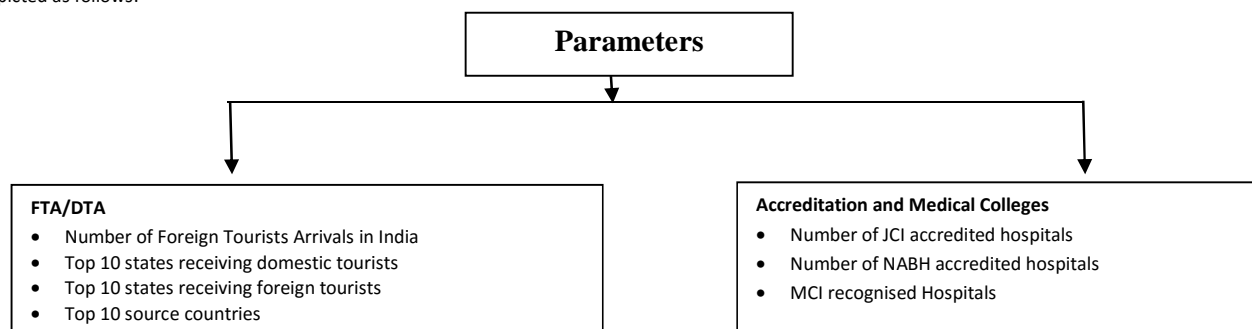 as follows:
Parameters
FTA/DTA
• Number of Foreign Tourists Arrivals in India
• Top 10 states receiving domestic tourists
• Top 10 states receiving foreign tourists
• Top 10 source countries
Accreditation and Medical Colleges
• Number of JCI accredited hospitals
• Number of NABH accredited hospitals
• MCI recognised Hospitals